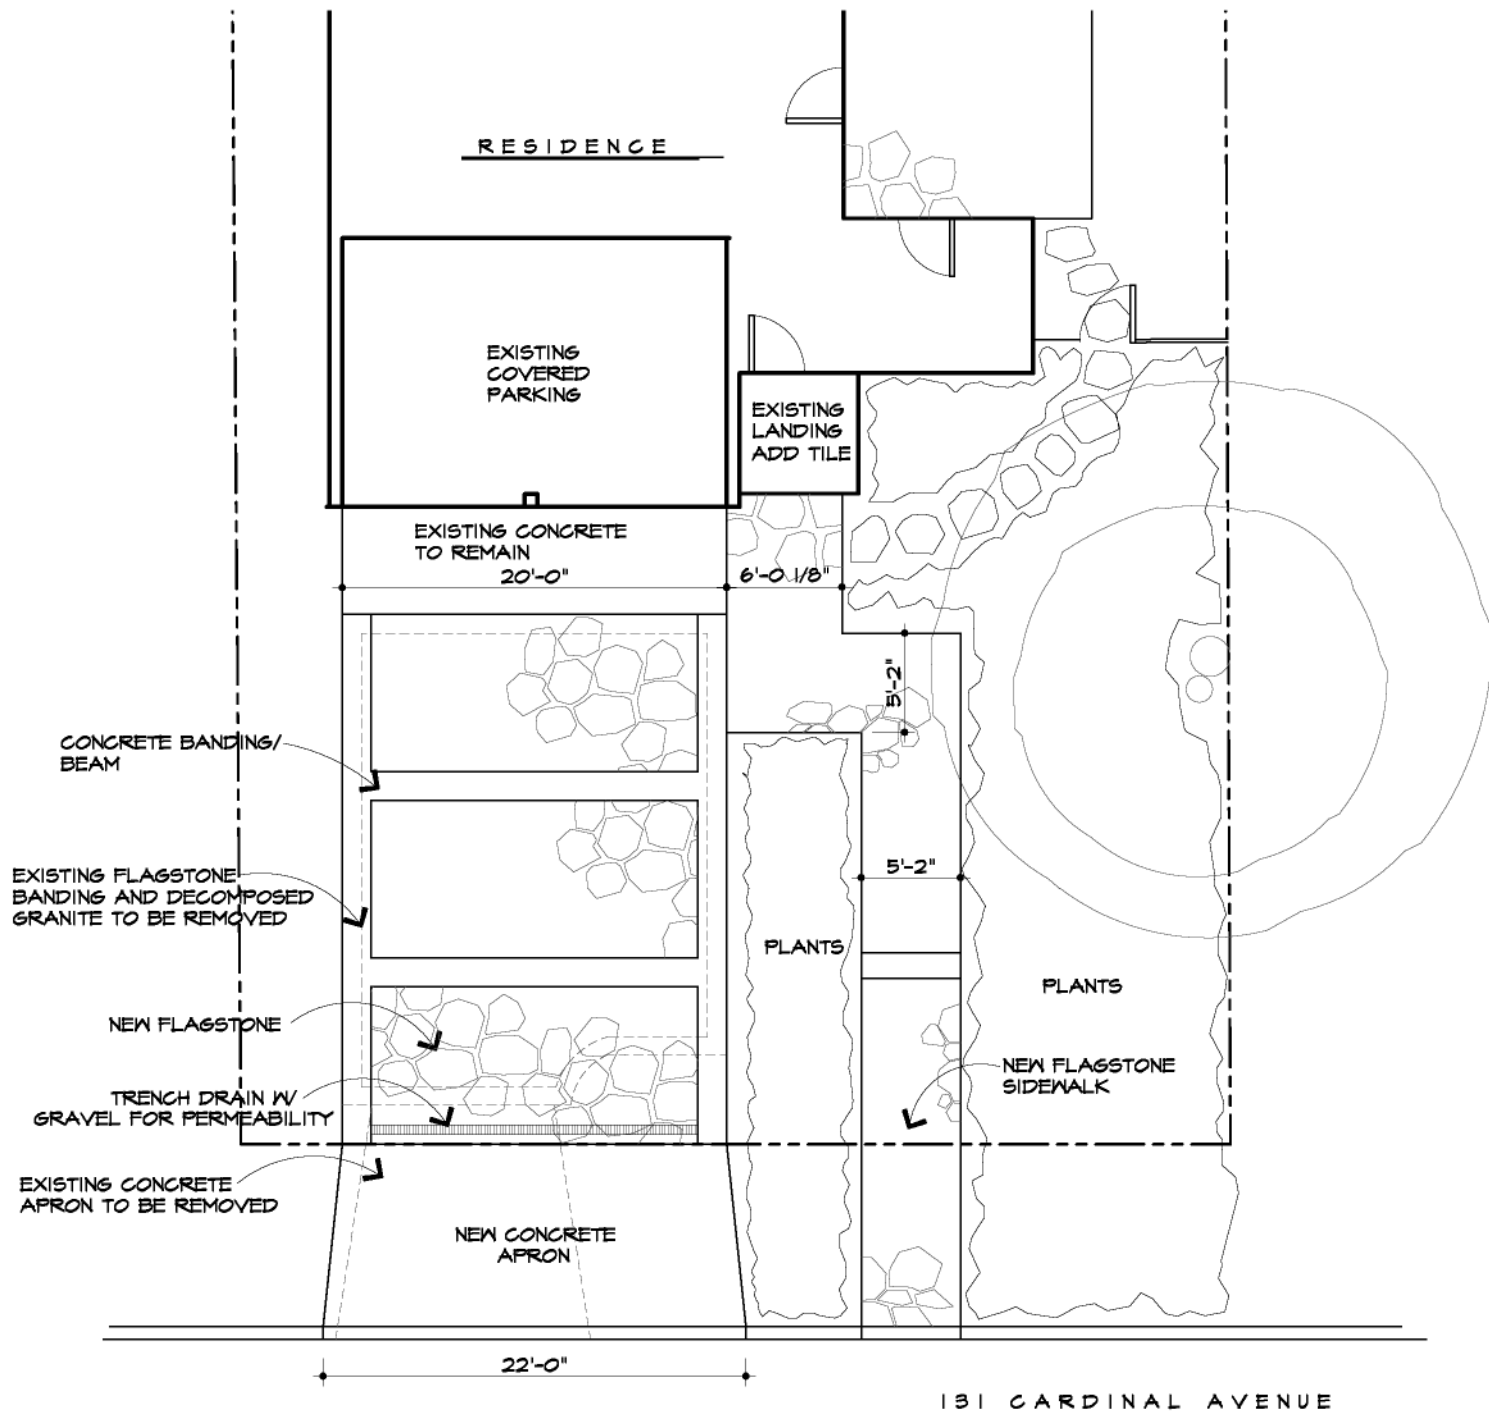 RESIDENCE
EXISTING
COVERED
PARKING
EXISTING
LANDING
ADD TILE
EXISTING CONCRETE
TO REMAIN
20'-0"
6'-0 1/8"
5'-2"
CONCRETE BANDING/
BEAM
EXISTING FLAGSTONE
BANDING AND DECOMPOSED
GRANITE TO BE REMOVED
5'-2"
PLANTS
PLANTS
NEW FLAGSTONE
NEW FLAGSTONE
SIDEWALK
TRENCH DRAIN W/
GRAVEL FOR PERMEABILITY
EXISTING CONCRETE
APRON TO BE REMOVED
NEW CONCRETE
APRON
22'-0"
131 CARDINAL AVENUE